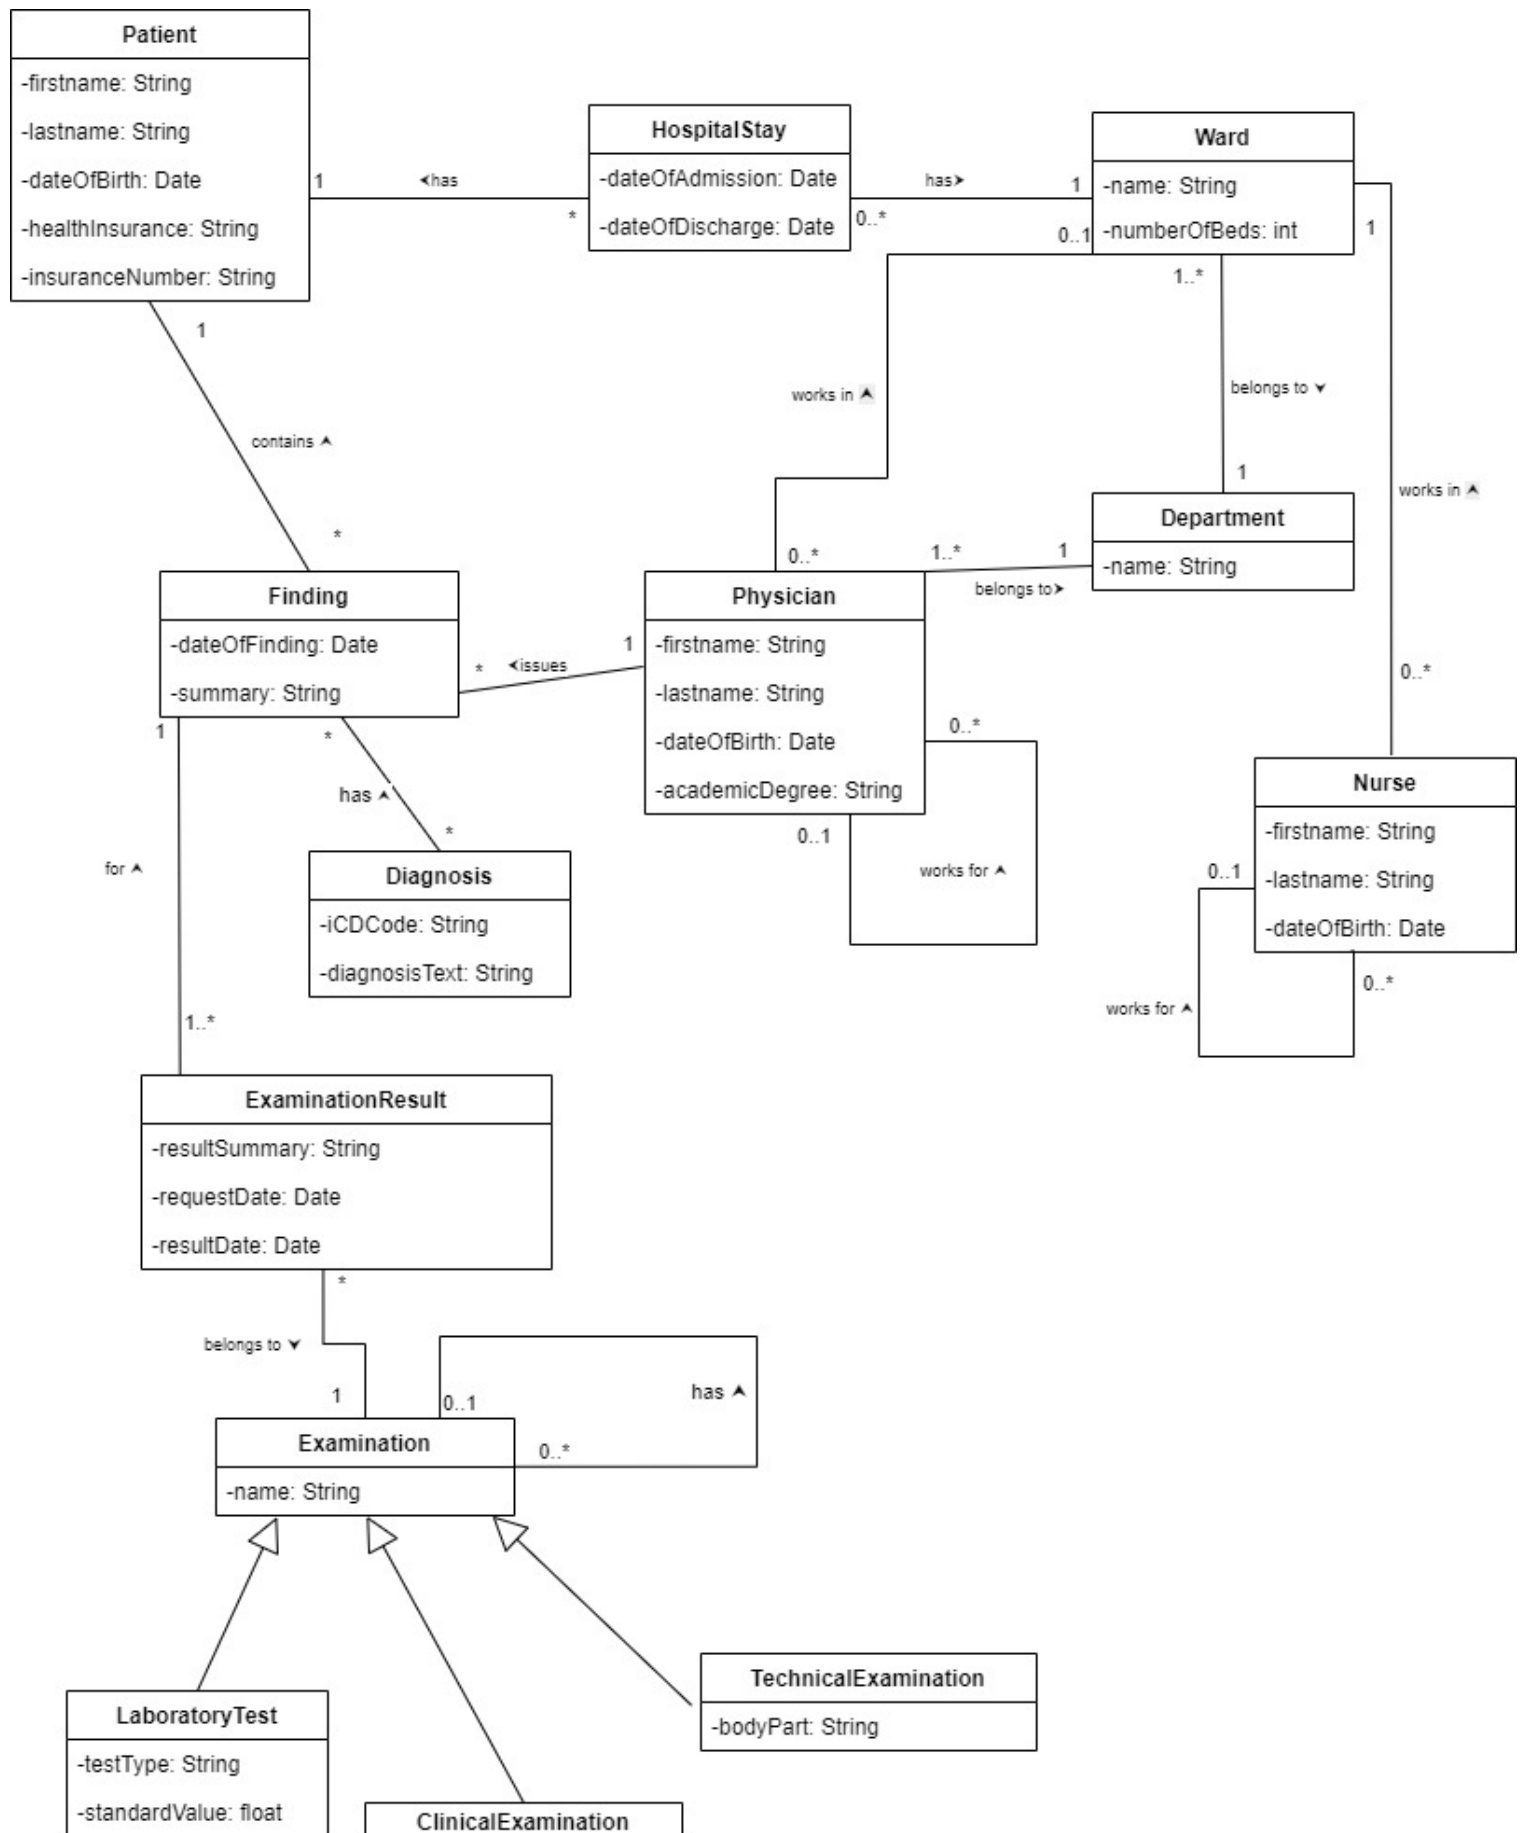 Patient
-firstname: String
-lastname: String
-dateOfBirth: Date
-healthInsurance: String
-insuranceNumber: String
1
<has
*
HospitalStay
-dateOfAdmission: Date
-dateOfDischarge: Date
0..*
has>
1
Ward
-name: String
-numberOfBeds: int
0..1
1..*
1
1
contains ^
*
works in ^
belongs to ˅
1
works in ^
0..*
Department
-name: String
0..*
1..*
1
belongs to>
Finding
-dateOfFinding: Date
-summary: String
*
<issues
1
Physician
-firstname: String
-lastname: String
-dateOfBirth: Date
-academicDegree: String
0..*
0..1
works for ^
Nurse
-firstname: String
-lastname: String
-dateOfBirth: Date
0..1
0..*
works for ^
1
*
has ^
*
for ^
Diagnosis
-iCDCode: String
-diagnosisText: String
1..*
ExaminationResult
-resultSummary: String
-requestDate: Date
-resultDate: Date
*
belongs to ˅
1
0..1
has ^
0..*
Examination
-name: String
TechnicalExamination
-bodyPart: String
LaboratoryTest
-testType: String
-standardValue: float
ClinicalExamination